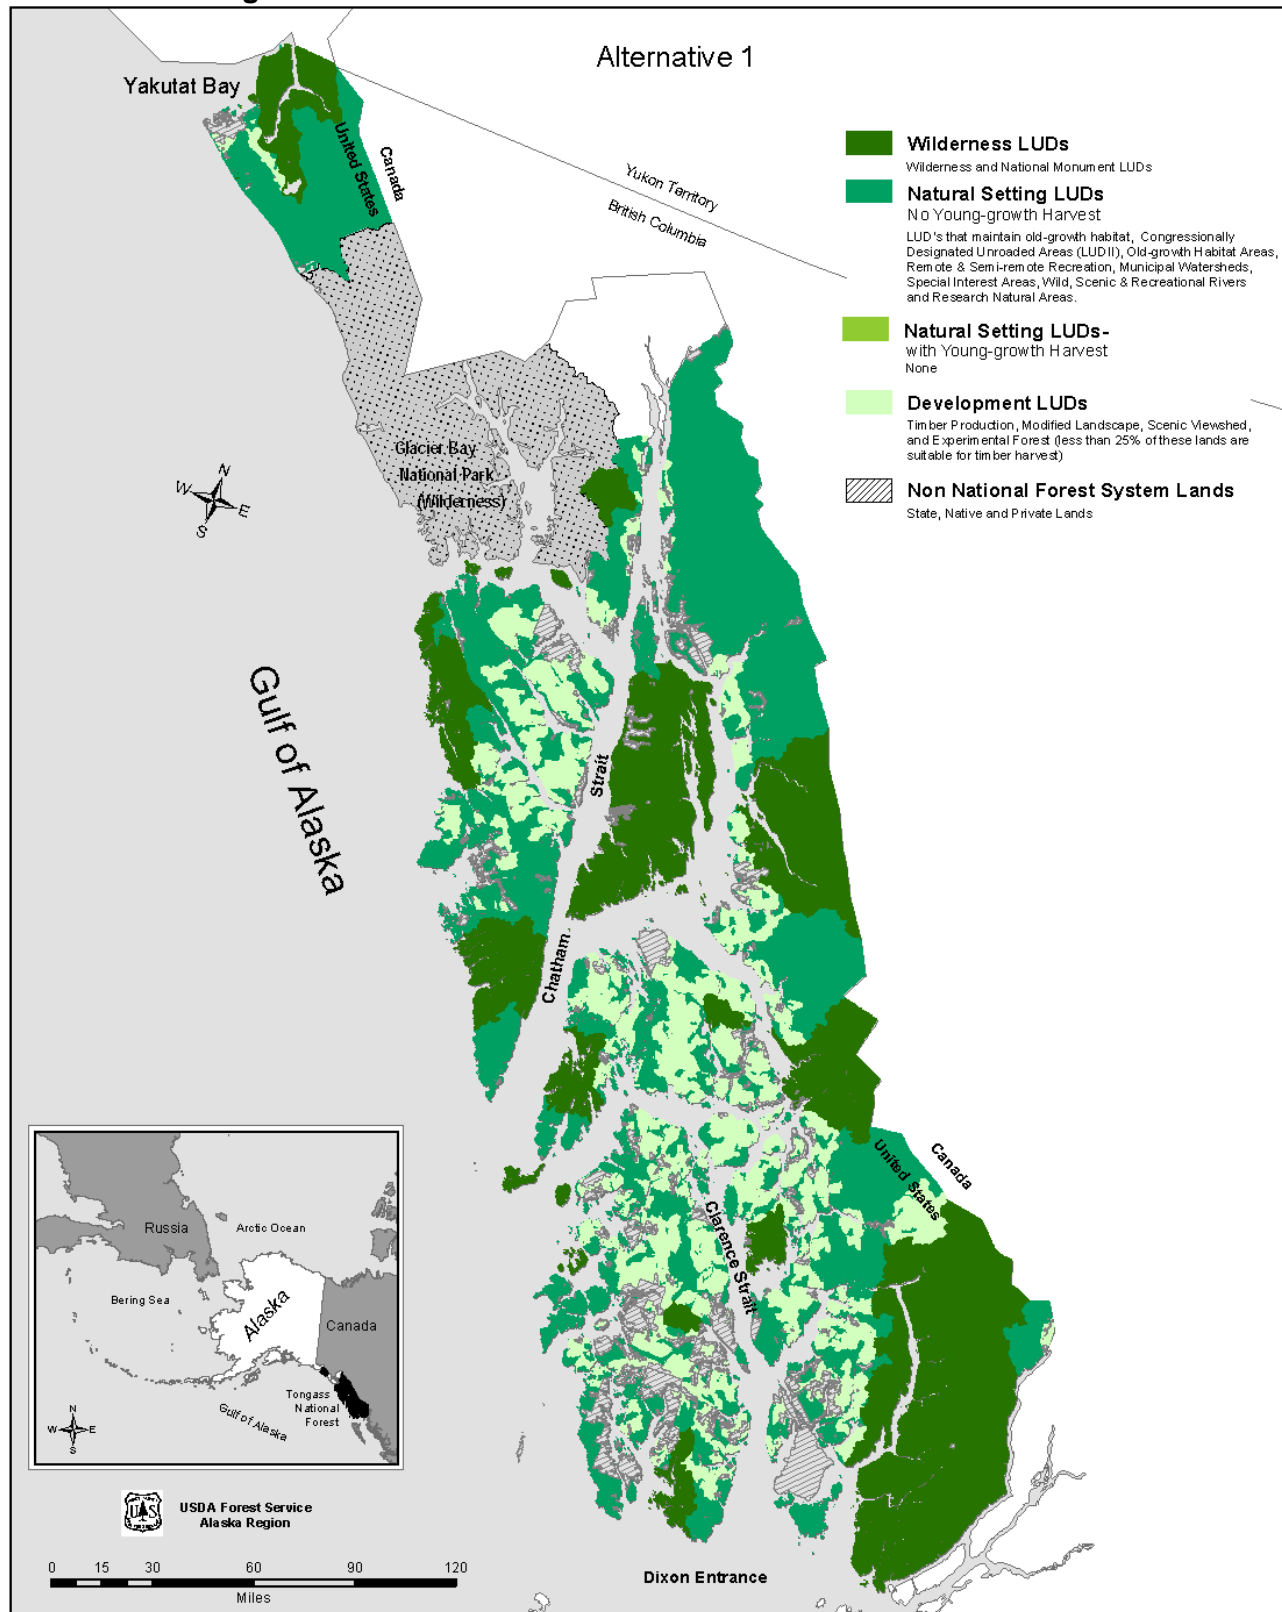 Alternative 1
Yakutat Bay
United States
Canada
Yukon Territory
British Columbia
Wilderness LUDs
Wilderness and National Monument LUDs
Natural Setting LUDs
No Young-growth Harvest
LUD's that maintain old-growth habitat, Congressionally
Designated Unroaded Areas (LUDII), Old-growth Habitat Areas,
Remote & Semi-remote Recreation, Municipal Watersheds,
Special Interest Areas, Wild, Scenic & Recreational Rivers
and Research Natural Areas.
Natural Setting LUDs-
with Young-growth Harvest
None
Development LUDs
Timber Production, Modified Landscape, Scenic Viewshed,
and Experimental Forest (less than 25% of these lands are
suitable for timber harvest)
Non National Forest System Lands
State, Native and Private Lands
Glacier Bay
National Park
(Wilderness)
N
W
E
S
Gulf of Alaska
Strait
Chatham
Canada
United States
Clarence Strait
Russia
Arctic Ocean
Bering Sea
Alaska
Canada
Tongass
National
Forest
Gulf of Alaska
N
W
E
S
USDA Forest Service
Alaska Region
0 15 30 60 90 120
Miles
Dixon Entrance